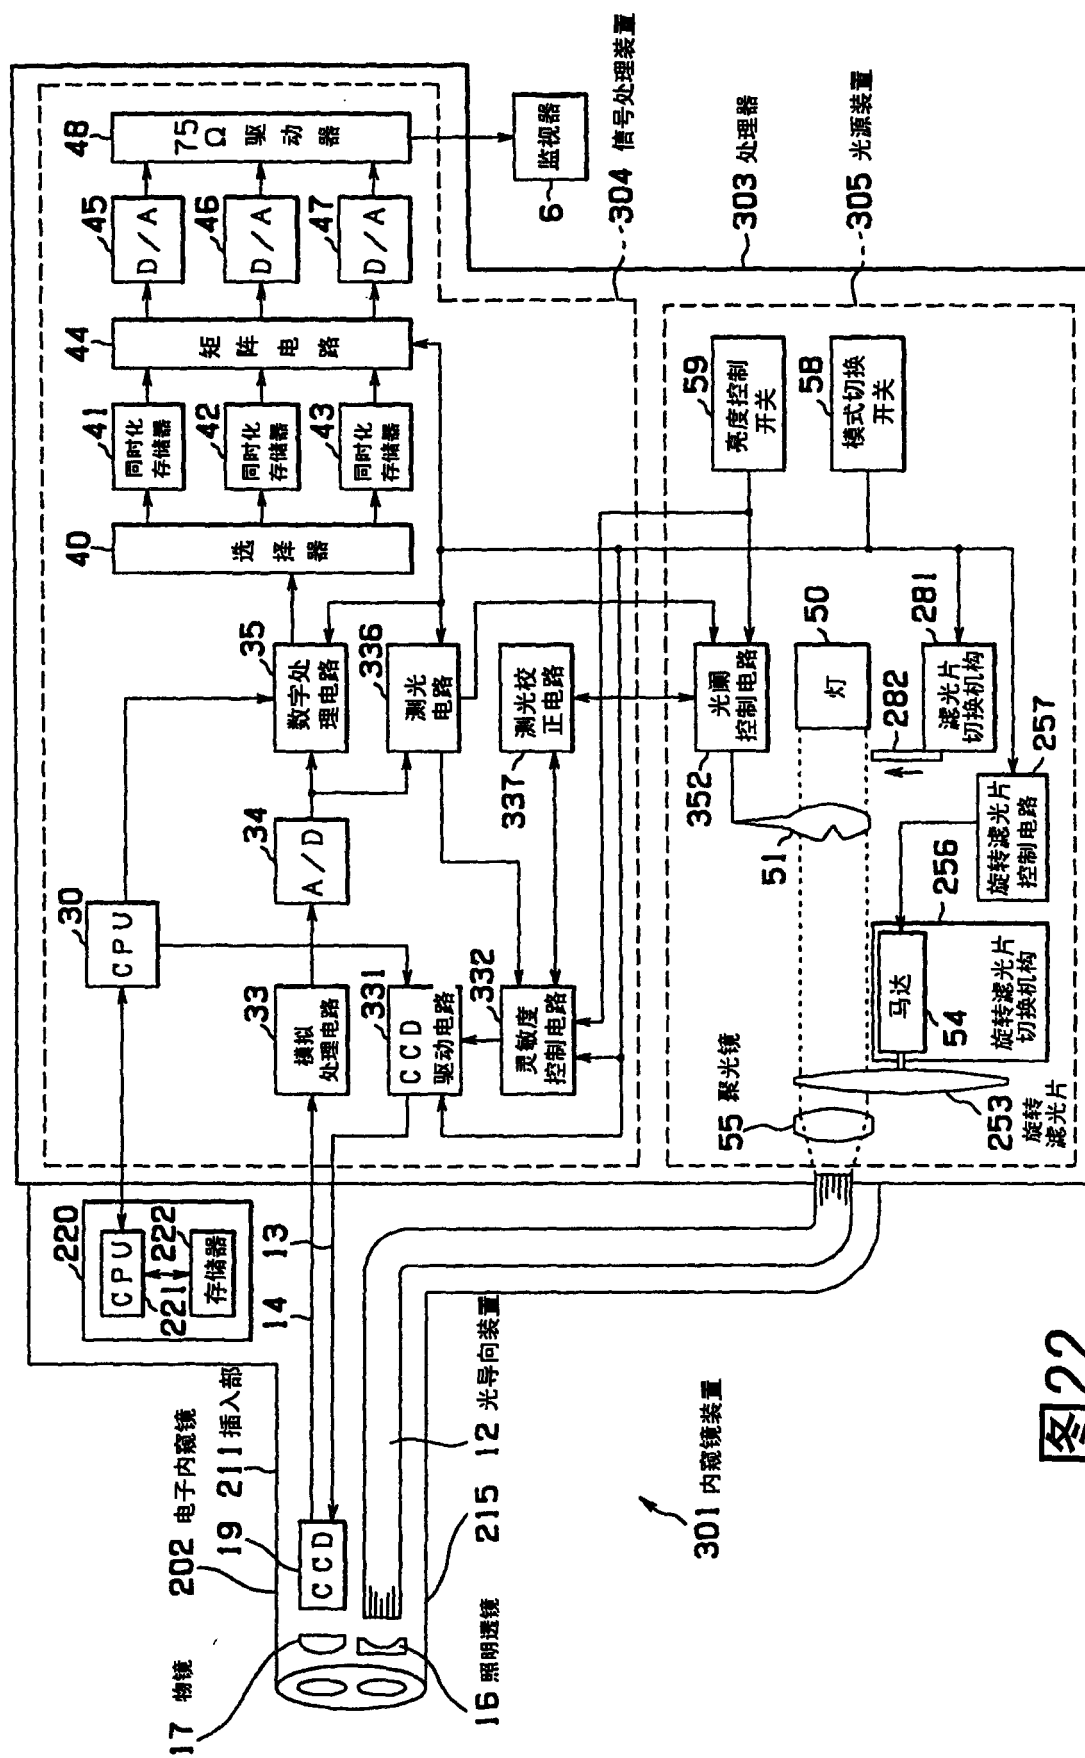 17 物镜
202 电子内窥镜
19
CCD
211 插入部
16 照明透镜
215
12 光导向装置
14
13
220
CPU
221
222
存储器
301 内窥镜装置
30
CPU
33
模拟
处理电路
34
A/D
35
数字处
理电路
331
CCD
驱动电路
332
灵敏度
控制电路
336
测光
电路
337
测光校
正电路
40
选择器
41
同时化
存储器
42
同时化
存储器
43
同时化
存储器
44
矩阵电路
45
D/A
46
D/A
47
D/A
48
75
Ω
驱动器
6
监视器
304 信号处理装置
303 处理器
305 光源装置
59
亮度控制
开关
58
模式切换
开关
352
光阑
控制电路
50
灯
51
281
滤光片
切换机构
282
257
旋转滤光片
控制电路
256
旋转滤光片
切换机构
马达
54
55 聚光镜
253
旋转
滤光片
图22